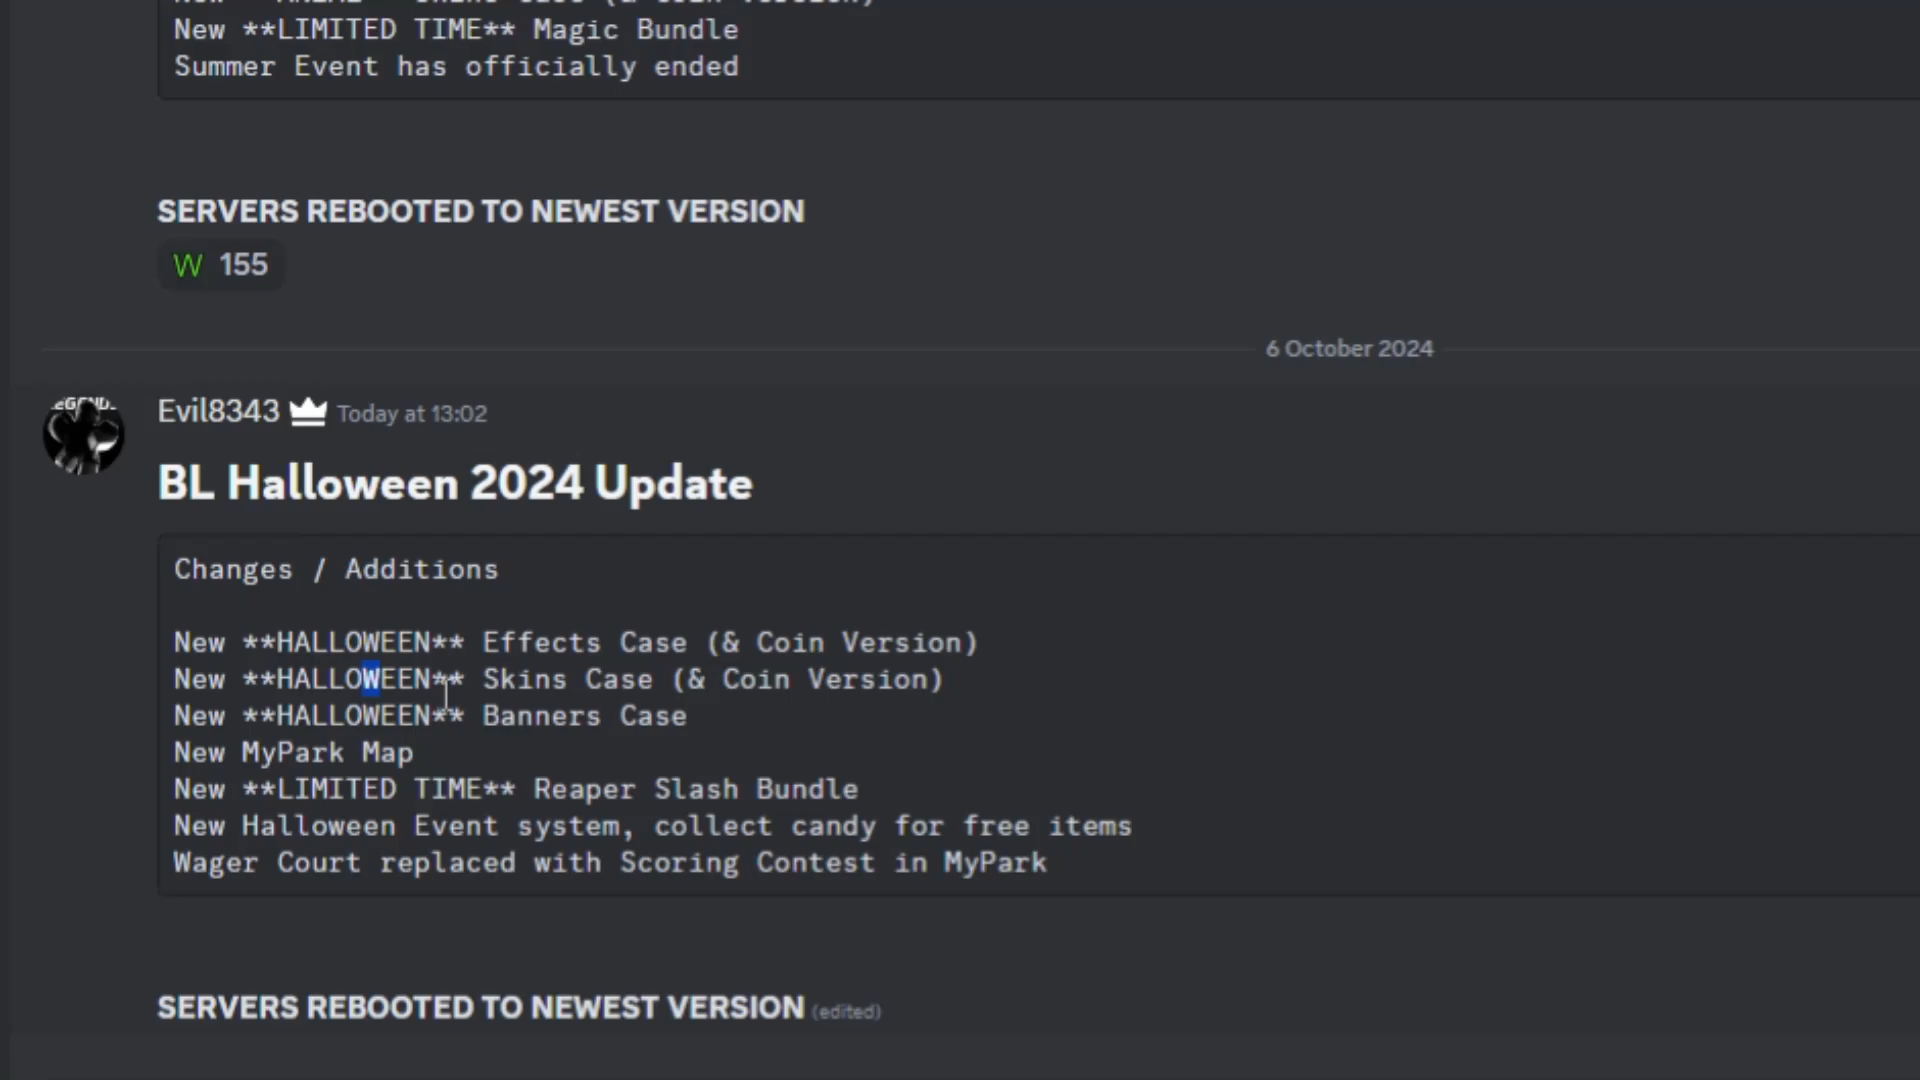 New **LIMITED TIME** Magic Bundle
Summer Event has officially ended
SERVERS REBOOTED TO NEWEST VERSION
W 155
6 October 2024
Evil8343 Today at 13:02
BL Halloween 2024 Update
Changes / Additions
New **HALLOWEEN** Effects Case (& Coin Version)
New **HALLOWEEN** Skins Case (& Coin Version)
New **HALLOWEEN** Banners Case
New MyPark Map
New **LIMITED TIME** Reaper Slash Bundle
New Halloween Event system, collect candy for free items
Wager Court replaced with Scoring Contest in MyPark
SERVERS REBOOTED TO NEWEST VERSION (edited)